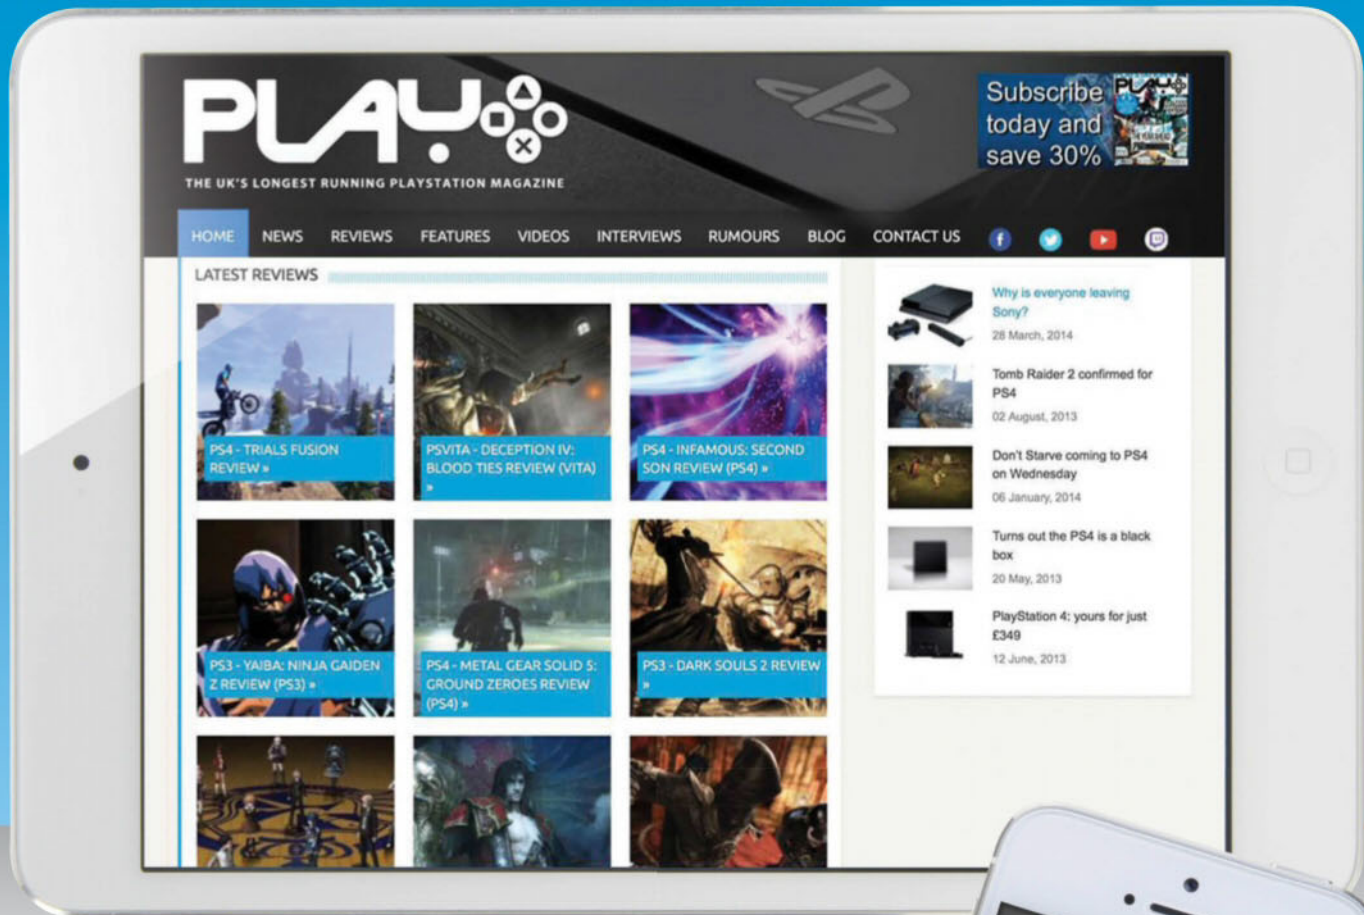 PLAY
THE UK'S LONGEST RUNNING PLAYSTATION MAGAZINE
Subscribe
today and
save 30%
PLAY
HOME NEWS REVIEWS FEATURES VIDEOS INTERVIEWS RUMOURS BLOG CONTACT US
LATEST REVIEWS
PS4 - TRIALS FUSION
REVIEW »
PSVITA - DECEPTION IV:
BLOOD TIES REVIEW (VITA)
»
PS4 - INFAMOUS: SECOND
SON REVIEW (PS4) »
PS3 - YAIBA: NINJA GAIDEN
Z REVIEW (PS3) »
PS4 - METAL GEAR SOLID 5:
GROUND ZEROES REVIEW
(PS4) »
PS3 - DARK SOULS 2 REVIEW
»
Why is everyone leaving
Sony?
28 March, 2014
Tomb Raider 2 confirmed for
PS4
02 August, 2013
Don't Starve coming to PS4
on Wednesday
06 January, 2014
Turns out the PS4 is a black
box
20 May, 2013
PlayStation 4: yours for just
£349
12 June, 2013